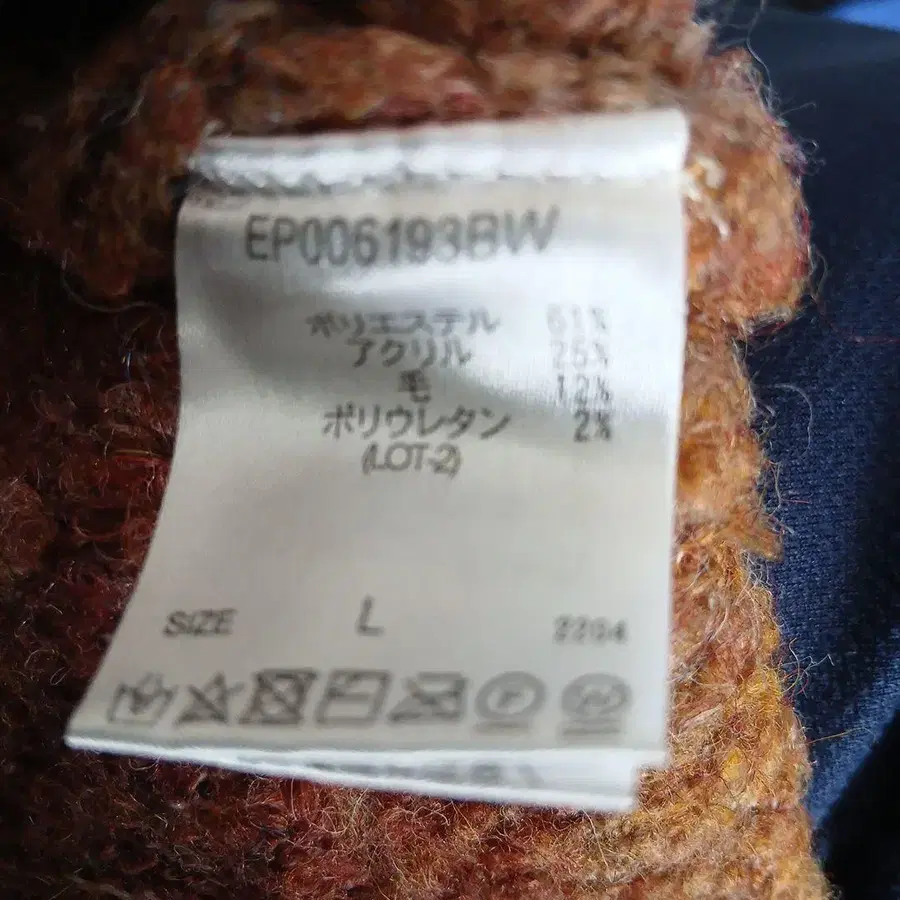 EP006193BW
ポリエステル 61%
アクリル 25%
毛 12%
ポリウレタン 2%
(LOT-2)
SIZE L 2204